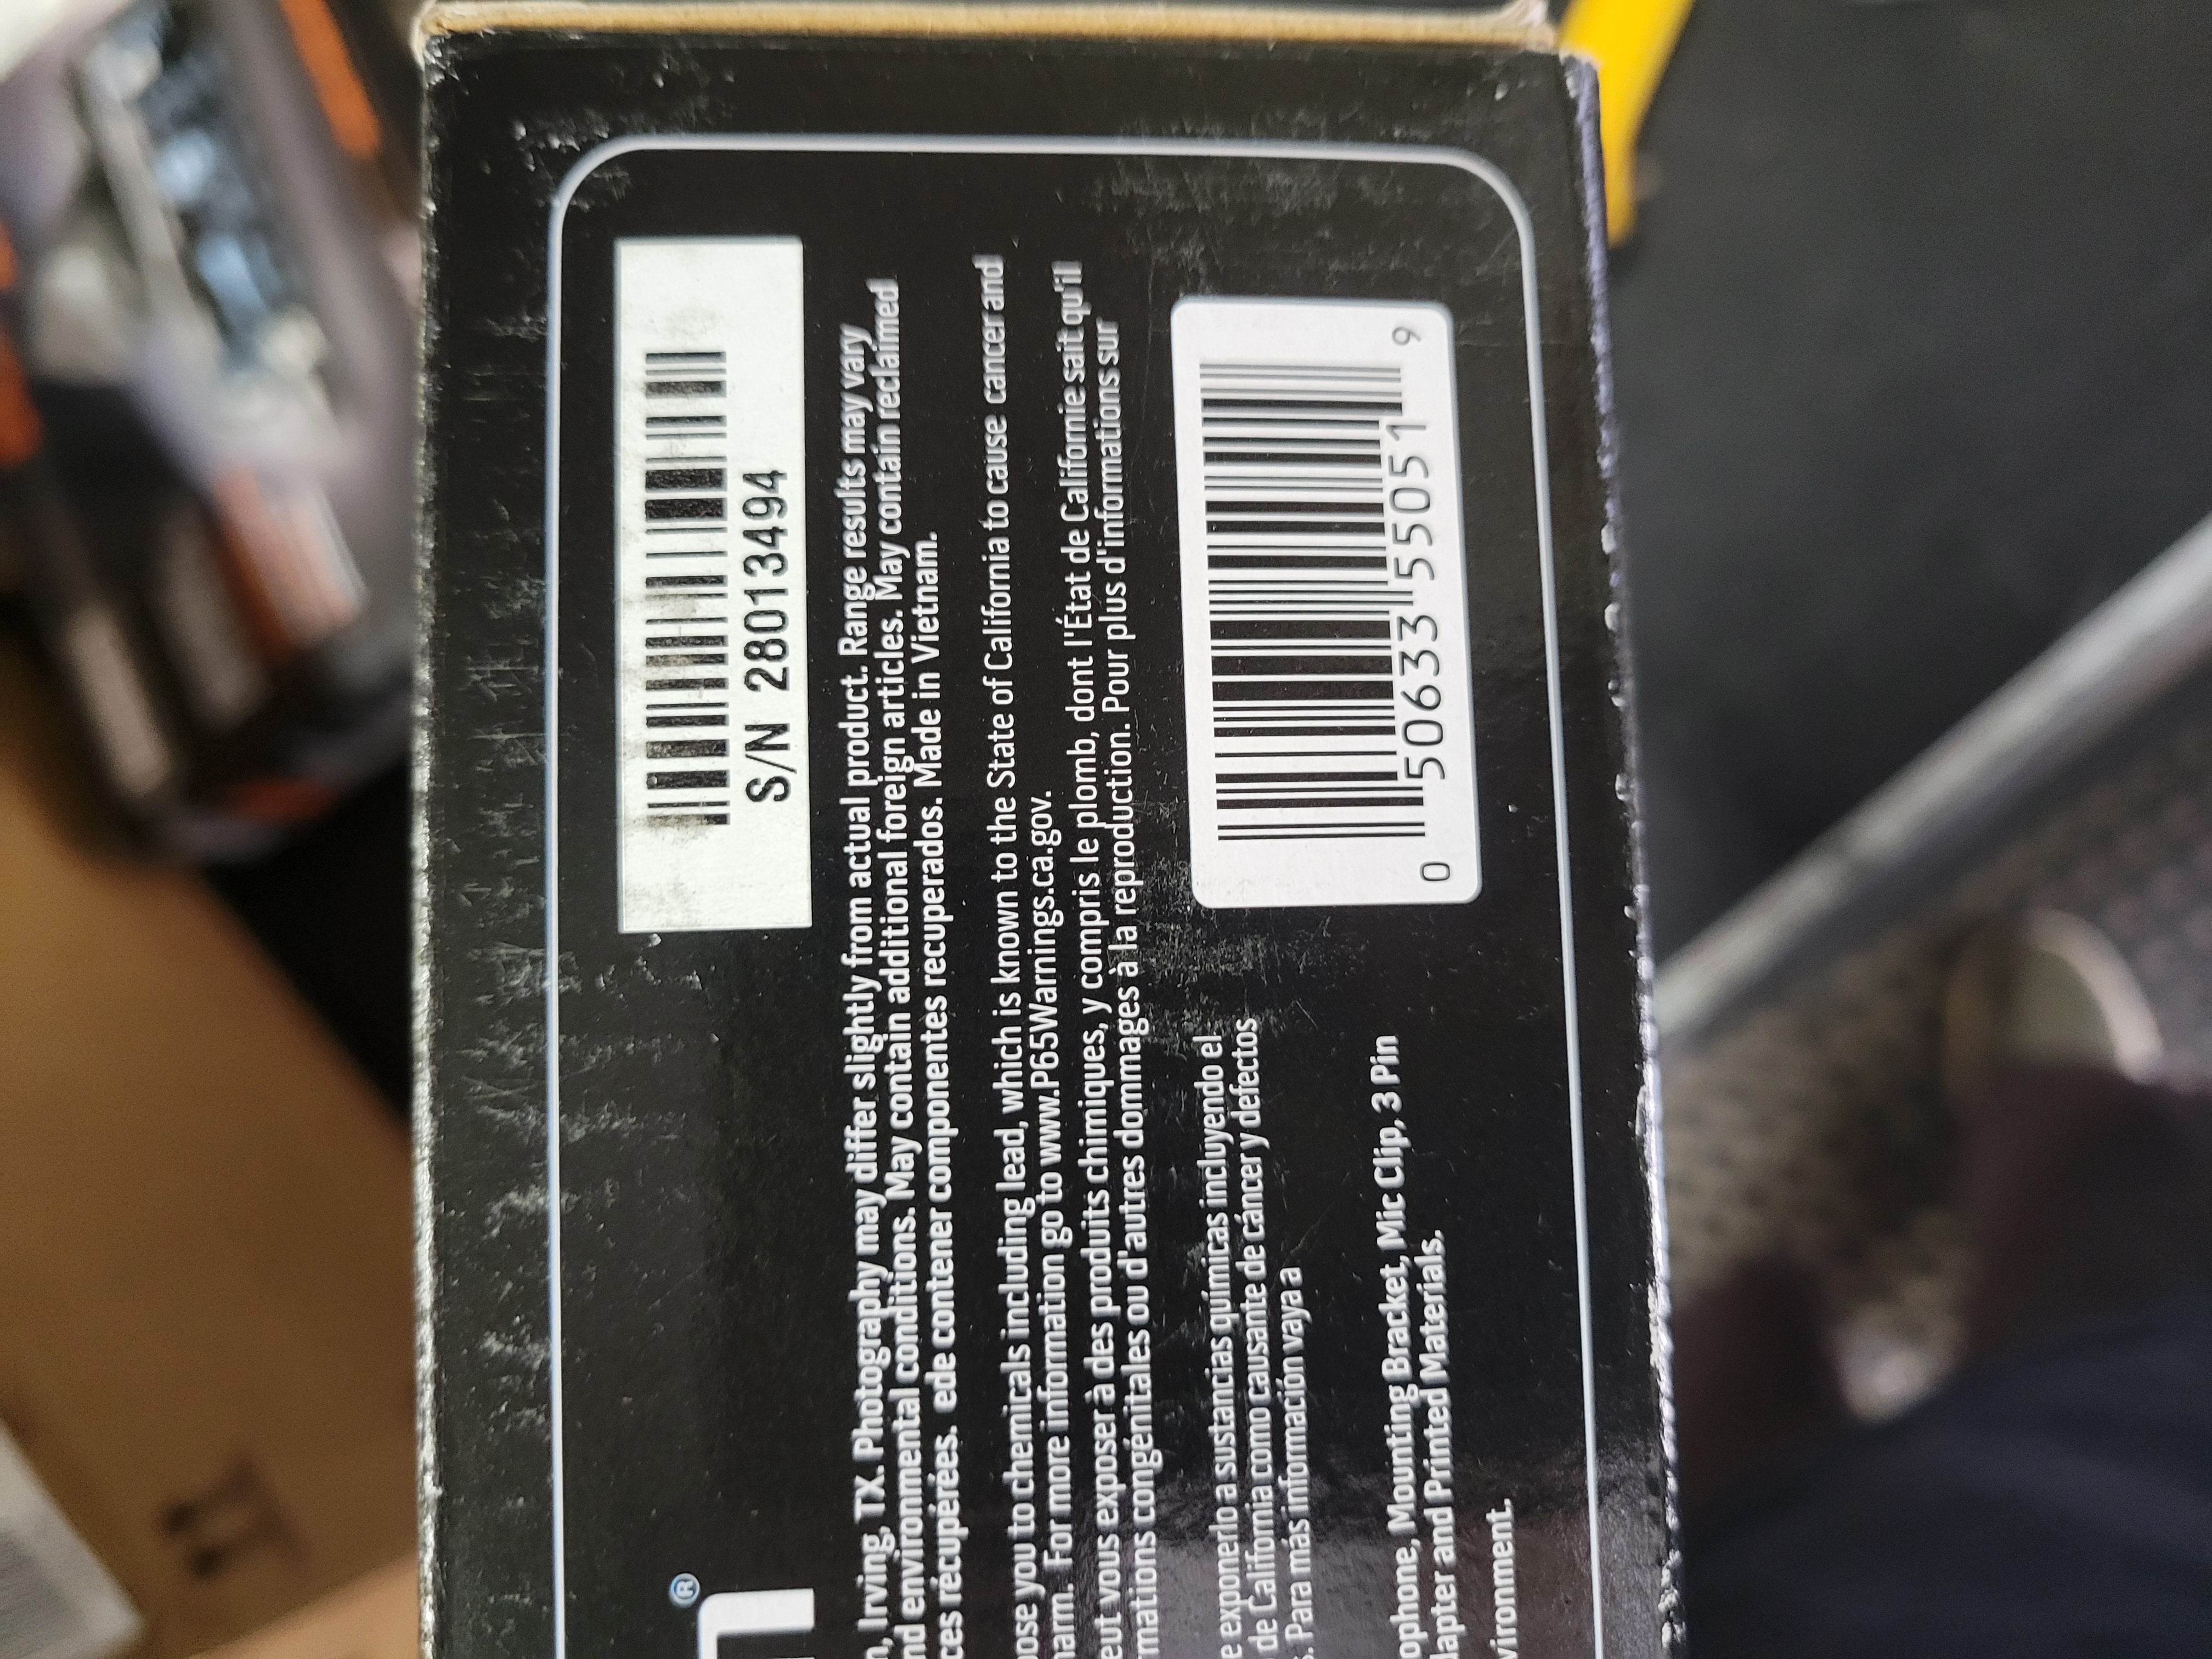 S/N 280134494
n, Irving, TX. Photography may differ slightly from actual product. Range results may vary
nd environmental conditions. May contain additional foreign articles. May contain reclaimed
ces récupérées. ede contener componentes recuperados. Made in Vietnam.
pose you to chemicals including lead, which is known to the State of California to cause cancer and
harm. For more information go to www.P65Warnings.ca.gov.
eut vous exposer à des produits chimiques, y compris le plomb, dont l'État de Californie sait qu'ill
rmations congénitales ou d'autres dommages à la reproduction. Pour plus d'informations sur
e exponerlo a sustancias químicas incluyendo el
de California como causante de cáncer y defectos
s. Para más información vaya a
0 50633 55051 9
ophone, Mounting Bracket, Mic Clip, 3 Pin
dapter and Printed Materials.
vironment.
n®